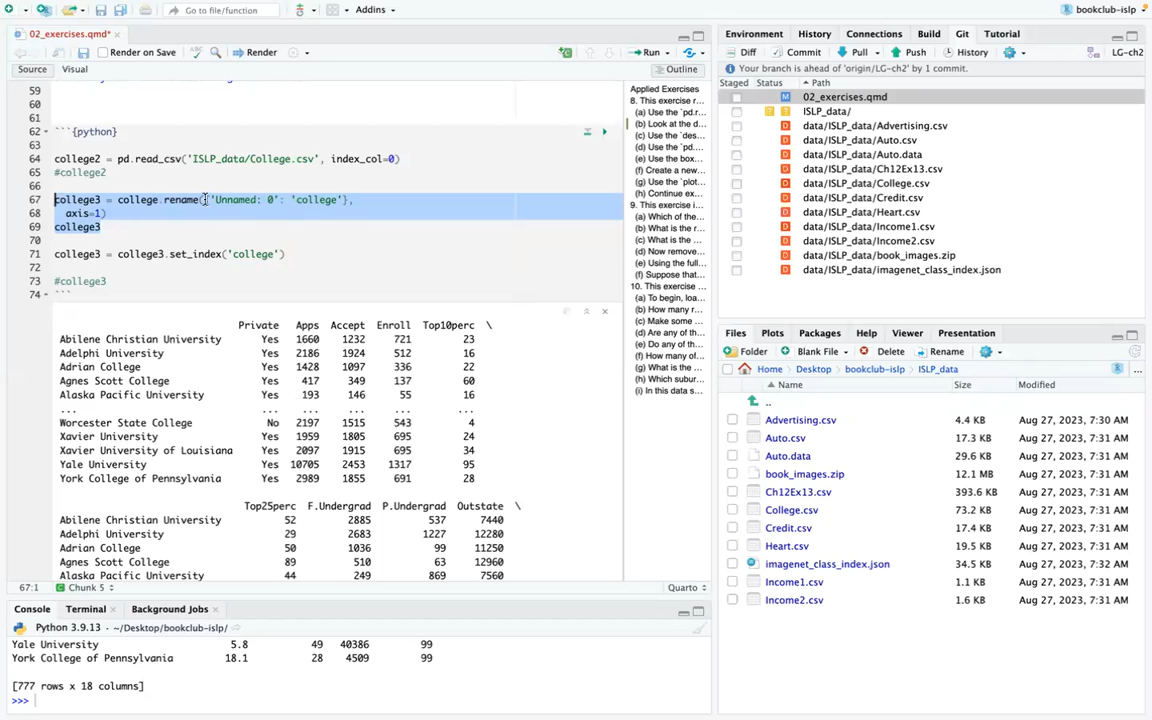 Go to file/function
Addins
bookclub-islp
02_exercises.qmd*
Render on Save
Render
Run
Source
Visual
Outline
59
60
61
62 ```{python}
63
64 college2 = pd.read_csv('ISLP_data/College.csv', index_col=0)
65 #college2
66
67 college3 = college.rename({'Unnamed: 0': 'college'},
68 axis=1)
69 college3
70
71 college3 = college3.set_index('college')
72
73 #college3
74 ```
Private Apps Accept Enroll Top10perc \
Abilene Christian University Yes 1660 1232 721 23
Adelphi University Yes 2186 1924 512 16
Adrian College Yes 1428 1097 336 22
Agnes Scott College Yes 417 349 137 60
Alaska Pacific University Yes 193 146 55 16
... ... ... ... ... ...
Worcester State College No 2197 1515 543 4
Xavier University Yes 1959 1805 695 24
Xavier University of Louisiana Yes 2097 1915 695 34
Yale University Yes 10705 2453 1317 95
York College of Pennsylvania Yes 2989 1855 691 28
Top25perc F.Undergrad P.Undergrad Outstate \
Abilene Christian University 52 2885 537 7440
Adelphi University 29 2683 1227 12280
Adrian College 50 1036 99 11250
Agnes Scott College 89 510 63 12960
Alaska Pacific University 44 249 869 7560
67:1
Chunk 5
Quarto
Applied Exercises
8. This exercise r...
(a) Use the `pd.r...
(b) Look at the d...
(c) Use the `des...
(d) Use the `pd....
(e) Use the box...
(f) Create a new...
(g) Use the `plot...
(h) Continue ex...
9. This exercise i...
(a) Which of the...
(b) What is the r...
(c) What is the ...
(d) Now remove...
(e) Using the full...
(f) Suppose that...
10. This exercise ...
(a) To begin, loa...
(b) How many r...
(c) Make some ...
(d) Are any of th...
(e) Do any of th...
(f) How many of...
(g) What is the...
(h) Which subur...
(i) In this data s...
Console
Terminal
Background Jobs
Python 3.9.13 · ~/Desktop/bookclub-islp/
Yale University 5.8 49 40386 99
York College of Pennsylvania 18.1 28 4509 99
[777 rows x 18 columns]
>>>
Environment
History
Connections
Build
Git
Tutorial
Diff
Commit
Pull
Push
History
LG-ch2
Your branch is ahead of 'origin/LG-ch2' by 1 commit.
Staged Status Path
M 02_exercises.qmd
? ? ISLP_data/
D data/ISLP_data/Advertising.csv
D data/ISLP_data/Auto.csv
D data/ISLP_data/Auto.data
D data/ISLP_data/Ch12Ex13.csv
D data/ISLP_data/College.csv
D data/ISLP_data/Credit.csv
D data/ISLP_data/Heart.csv
D data/ISLP_data/Income1.csv
D data/ISLP_data/Income2.csv
D data/ISLP_data/book_images.zip
D data/ISLP_data/imagenet_class_index.json
Files
Plots
Packages
Help
Viewer
Presentation
Folder
Blank File
Delete
Rename
Home
Desktop
bookclub-islp
ISLP_data
...
Name Size Modified
..
Advertising.csv 4.4 KB Aug 27, 2023, 7:30 AM
Auto.csv 17.3 KB Aug 27, 2023, 7:31 AM
Auto.data 29.6 KB Aug 27, 2023, 7:31 AM
book_images.zip 12.1 MB Aug 27, 2023, 7:31 AM
Ch12Ex13.csv 393.6 KB Aug 27, 2023, 7:31 AM
College.csv 73.2 KB Aug 27, 2023, 7:31 AM
Credit.csv 17.4 KB Aug 27, 2023, 7:31 AM
Heart.csv 19.5 KB Aug 27, 2023, 7:31 AM
imagenet_class_index.json 34.5 KB Aug 27, 2023, 7:32 AM
Income1.csv 1.1 KB Aug 27, 2023, 7:31 AM
Income2.csv 1.6 KB Aug 27, 2023, 7:31 AM